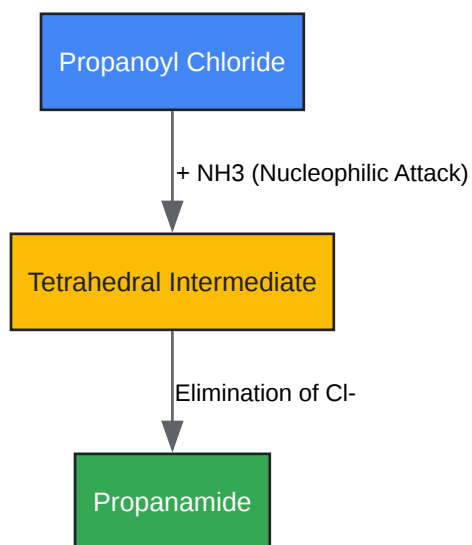 Propanoyl Chloride
+ NH3 (Nucleophilic Attack)
Tetrahedral Intermediate
Elimination of Cl-
Propanamide